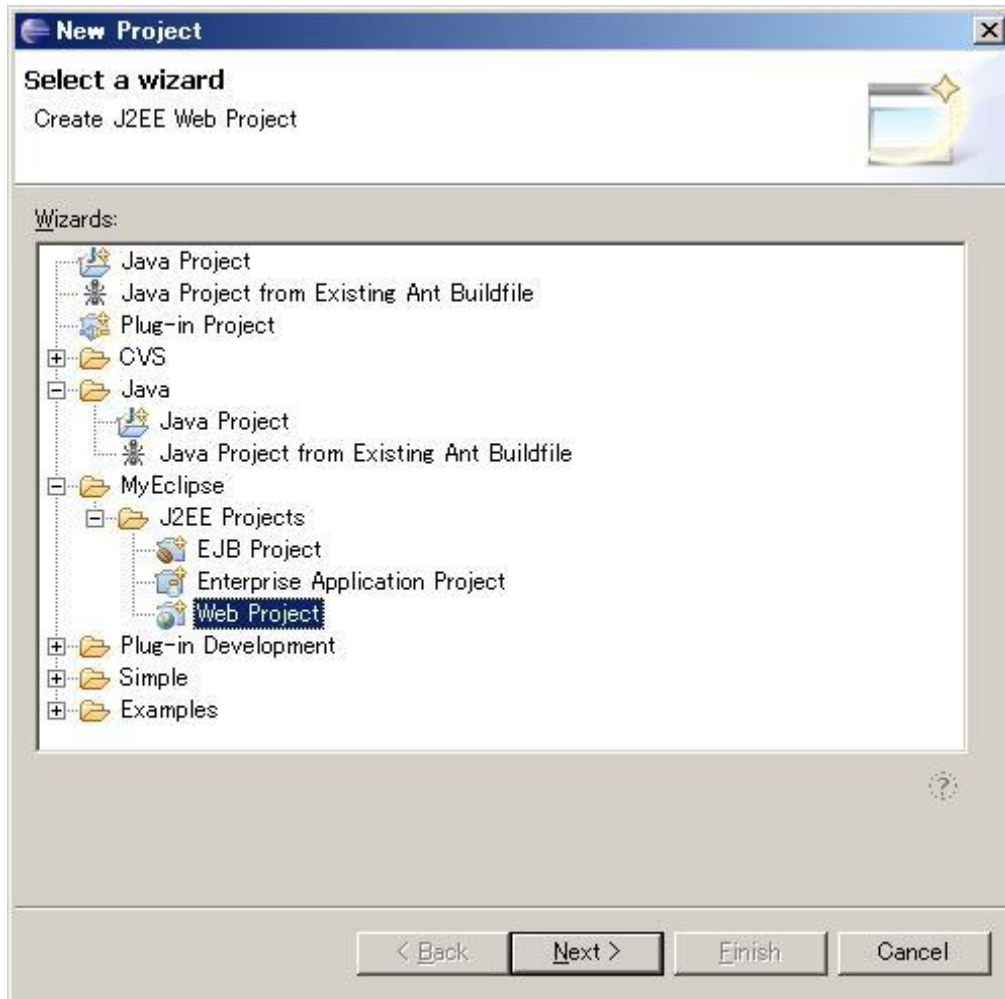 New Project
Select a wizard
Create J2EE Web Project
Wizards:
Java Project
Java Project from Existing Ant Buildfile
Plug-in Project
CVS
Java
Java Project
Java Project from Existing Ant Buildfile
MyEclipse
J2EE Projects
EJB Project
Enterprise Application Project
Web Project
Plug-in Development
Simple
Examples
?
< Back Next > Finish Cancel